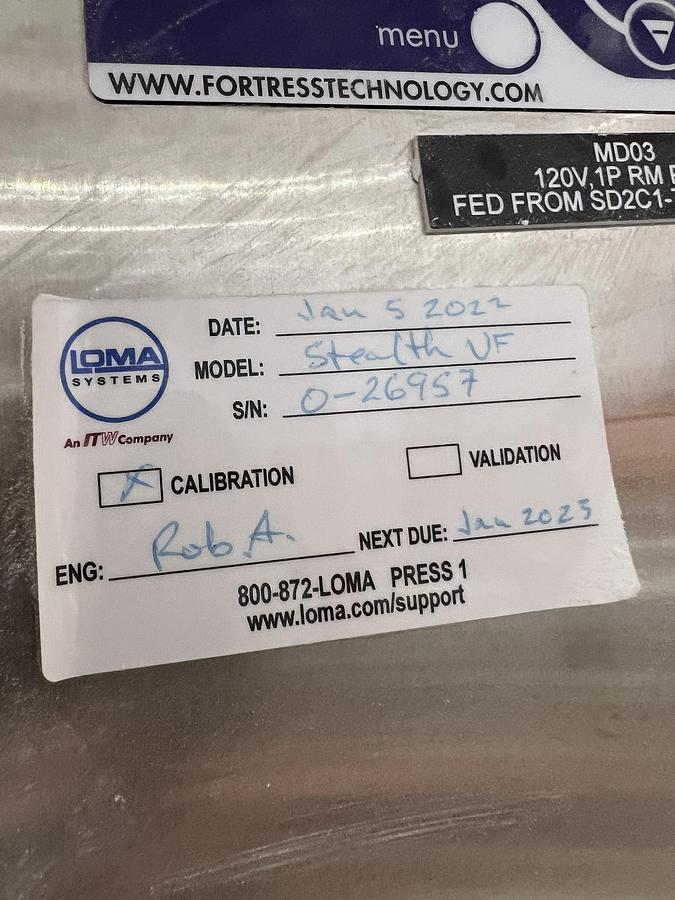 menu
WWW.FORTRESSTECHNOLOGY.COM
MD03
120V,1P RM
FED FROM SD2C1-
LOMA
SYSTEMS
An ITW Company
DATE: Jan 5 2022
MODEL: Stealth VF
S/N: O-26957
X CALIBRATION
VALIDATION
ENG: Rob A.
NEXT DUE: Jan 2023
800-872-LOMA PRESS 1
www.loma.com/support